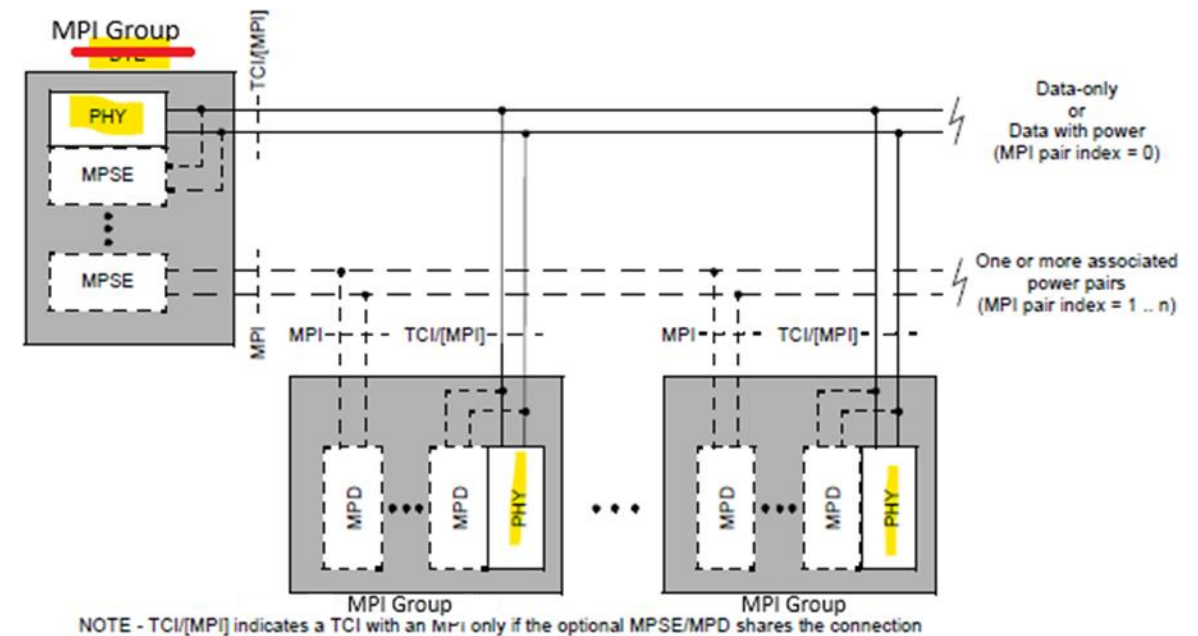 MPI Group
TCI/[MPI]
PHY
MPSE
MPSE
MPI
Data-only
or
Data with power
(MPI pair index = 0)
One or more associated
power pairs
(MPI pair index = 1 .. n)
MPI
TCI/[MPI]
MPI
TCI/[MPI]
MPD
MPD
PHY
MPD
MPD
PHY
MPI Group
MPI Group
NOTE - TCI/[MPI] indicates a TCI with an MPI only if the optional MPSE/MPD shares the connection